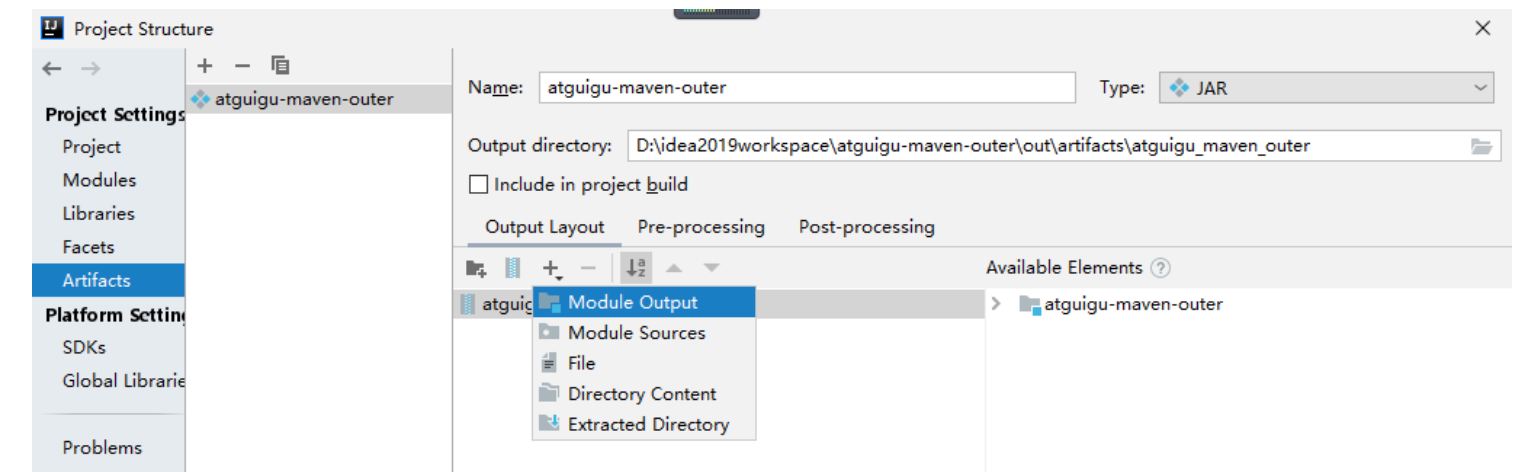 Project Structure
Project Settings
Project
Modules
Libraries
Facets
Artifacts
Platform Settin
SDKs
Global Librarie
Problems
atguigu-maven-outer
Name: atguigu-maven-outer Type: JAR
Output directory: D:\idea2019workspace\atguigu-maven-outer\out\artifacts\atguigu_maven_outer
Include in project build
Output Layout Pre-processing Post-processing
Available Elements
atguig
Module Output
Module Sources
File
Directory Content
Extracted Directory
atguigu-maven-outer